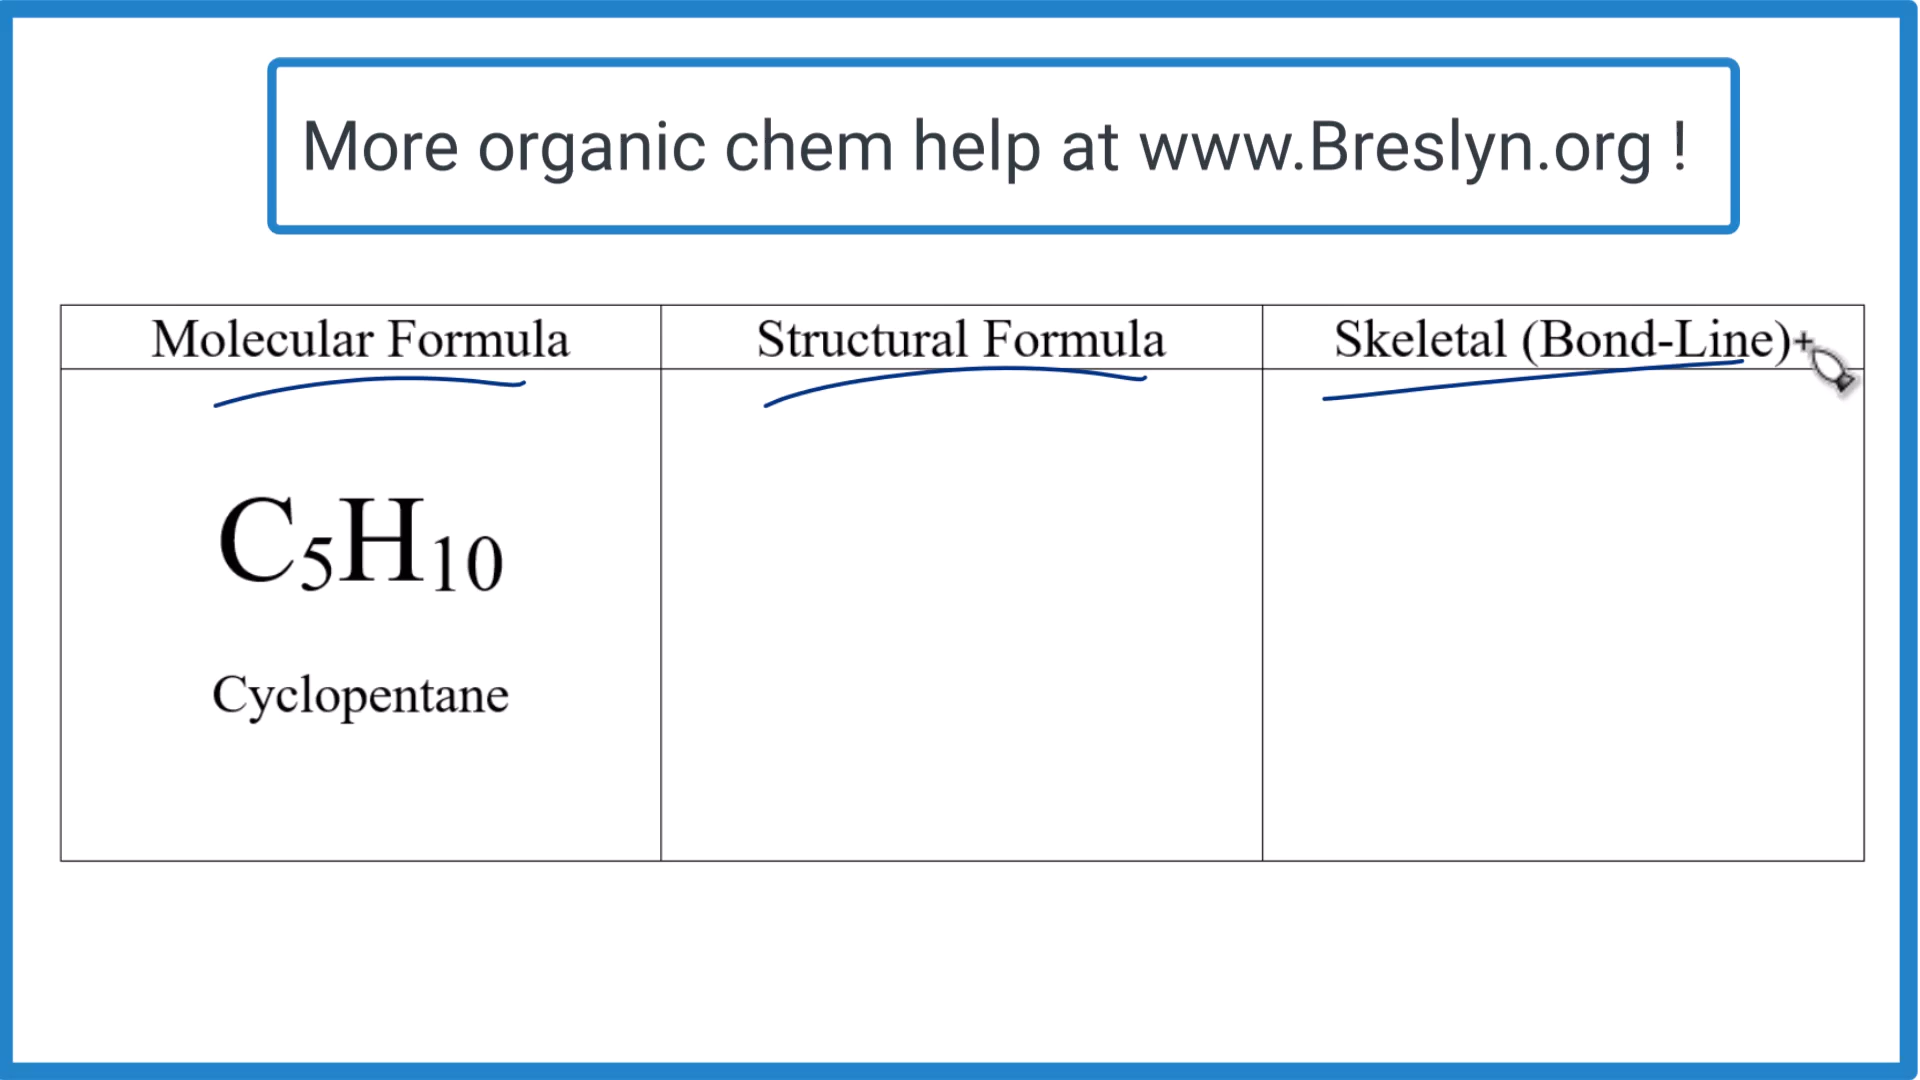 More organic chem help at www.Breslyn.org !
Molecular Formula
Structural Formula
Skeletal (Bond-Line)
C₅H₁₀
Cyclopentane